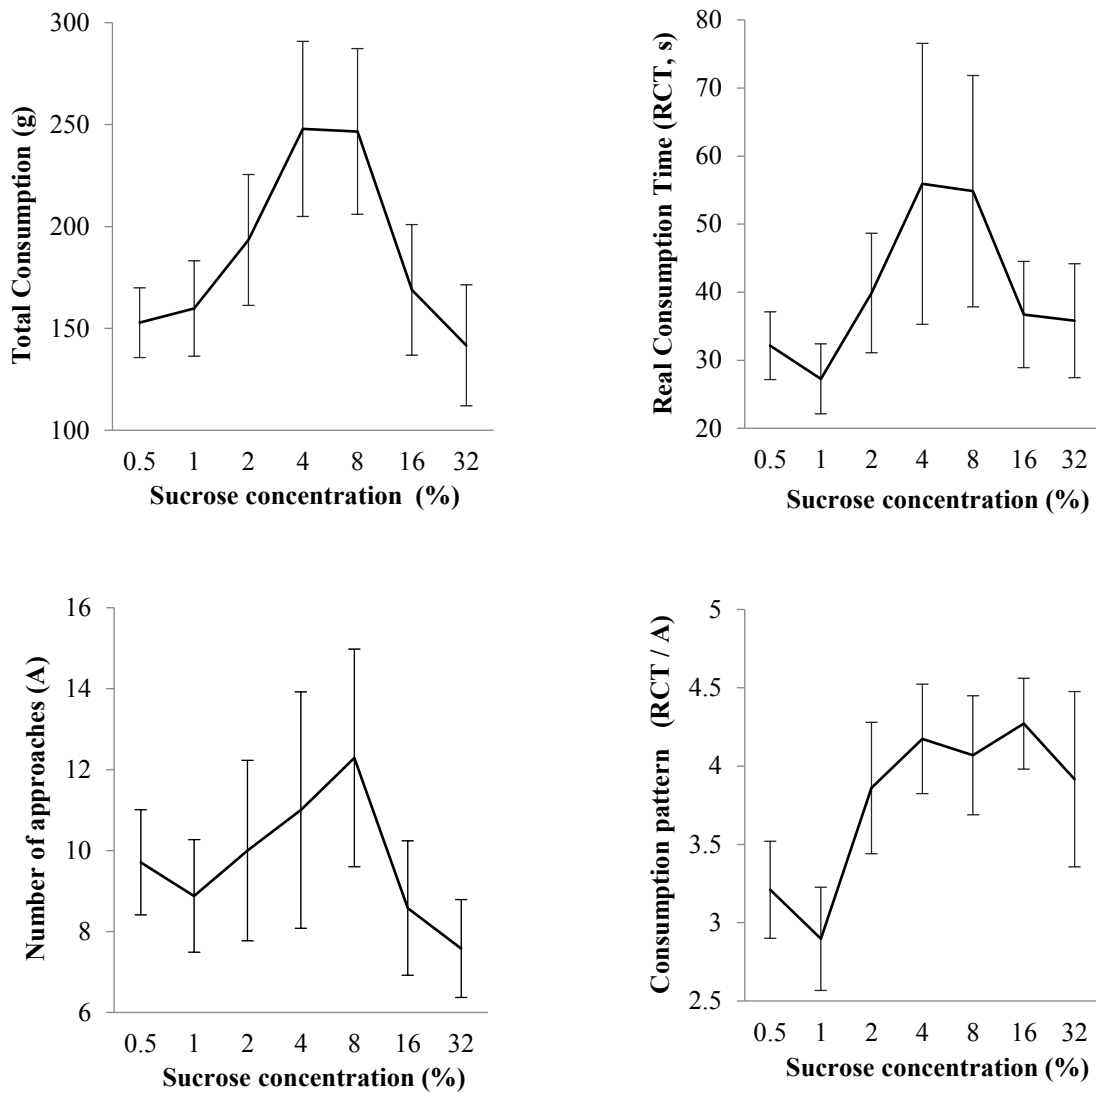 Total Consumption (g)
300
250
200
150
100
0.5 1 2 4 8 16 32
Sucrose concentration (%)
Real Consumption Time (RCT, s)
80
70
60
50
40
30
20
0.5 1 2 4 8 16 32
Sucrose concentration (%)
Number of approaches (A)
16
14
12
10
8
6
0.5 1 2 4 8 16 32
Sucrose concentration (%)
Consumption pattern (RCT / A)
5
4.5
4
3.5
3
2.5
0.5 1 2 4 8 16 32
Sucrose concentration (%)